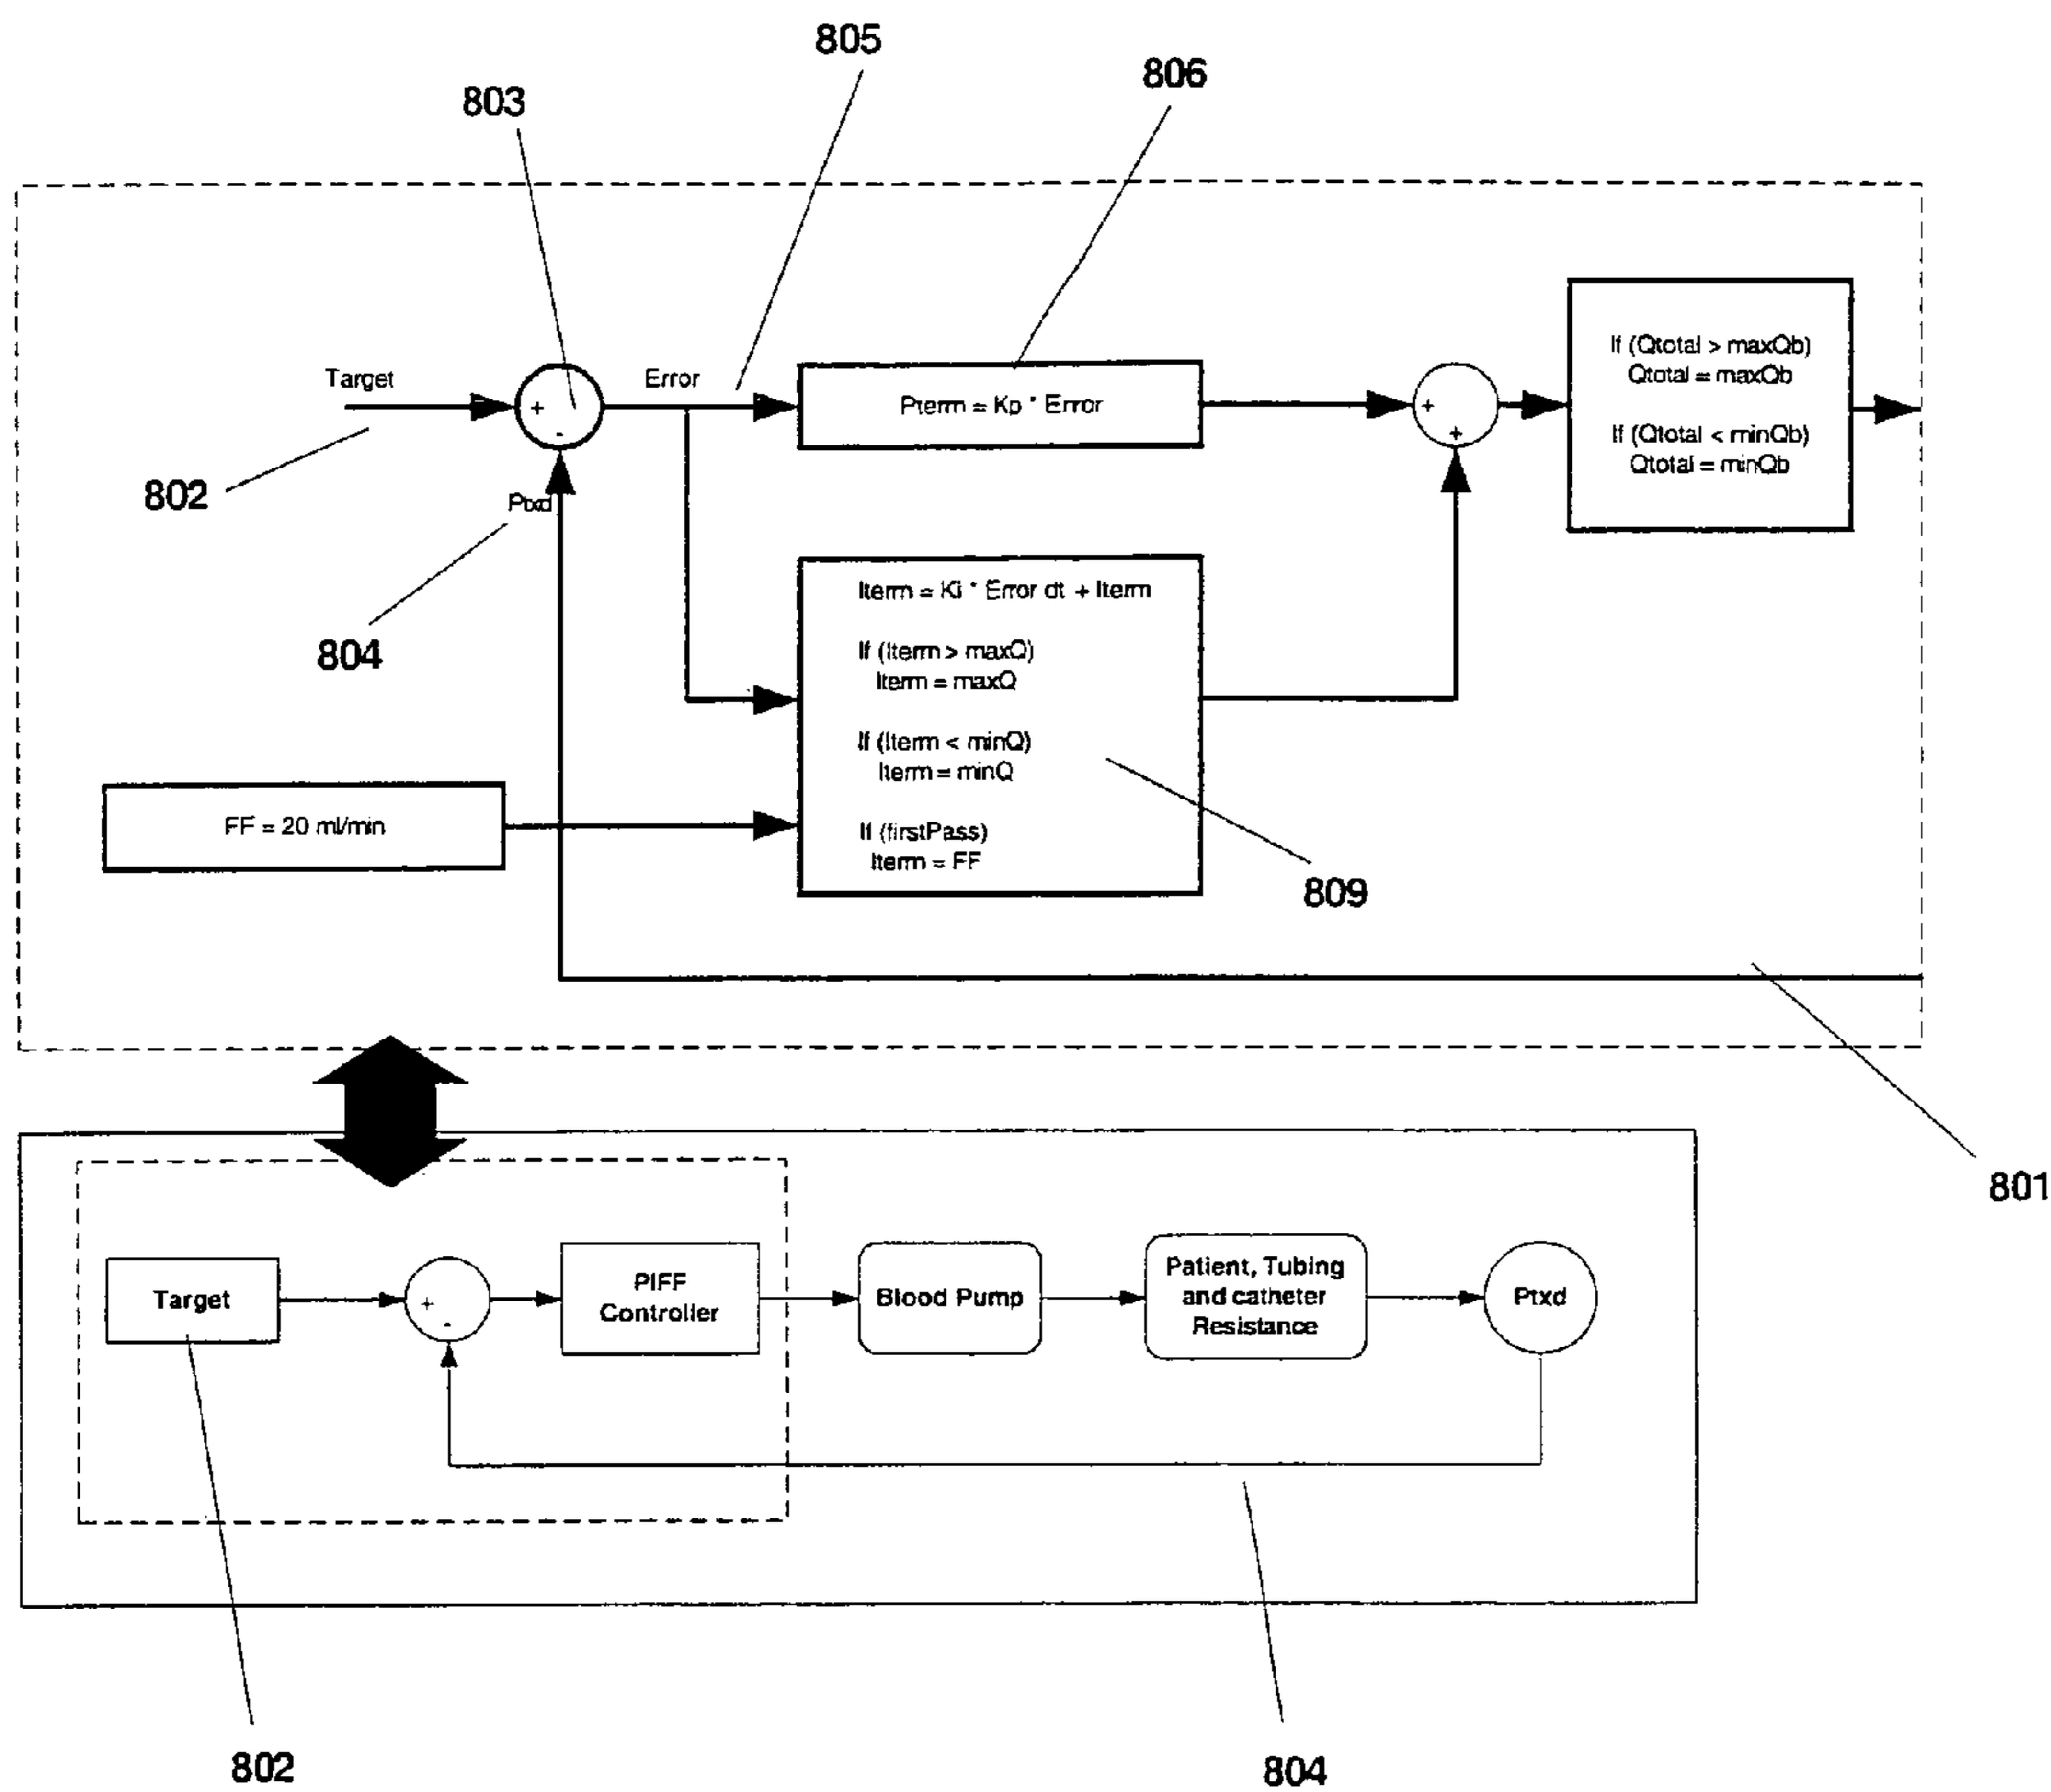 805
806
803
Target
Error
802
Ptxd
804
+
-
Pterm = Kp * Error
+
+
If (Qtotal > maxQb)
Qtotal = maxQb
If (Qtotal < minQb)
Qtotal = minQb
Iterm = Ki * Error dt + Iterm
If (Iterm > maxQ)
Iterm = maxQ
If (Iterm < minQ)
Iterm = minQ
If (firstPass)
Iterm = FF
FF = 20 ml/min
809
801
Target
+
-
PIFF
Controller
Blood Pump
Patient, Tubing
and catheter
Resistance
Ptxd
802
804